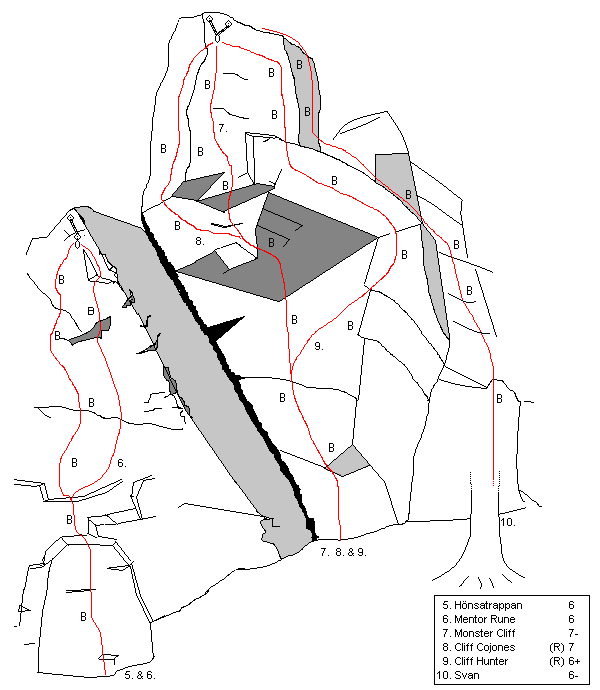 B
B
B
B
B
7.
B
B
B
B
B
B
8.
B
B
B
B
B
B
B
B
B
9.
B
B
B
B
B
6.
B
10.
7. 8. & 9.
B
5. & 6.
5. Hönsatrappan 6
6. Mentor Rune 6
7. Monster Cliff 7-
8. Cliff Cojones (R) 7
9. Cliff Hunter (R) 6+
10. Svan 6-